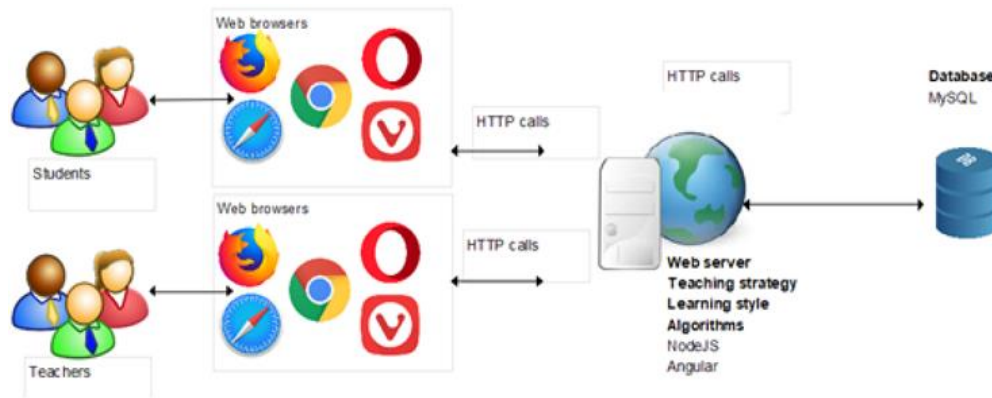 Web browsers
Students
HTTP calls
HTTP calls
Database
MySQL
Web browsers
Teachers
HTTP calls
Web server
Teaching strategy
Learning style
Algorithms
NodeJS
Angular